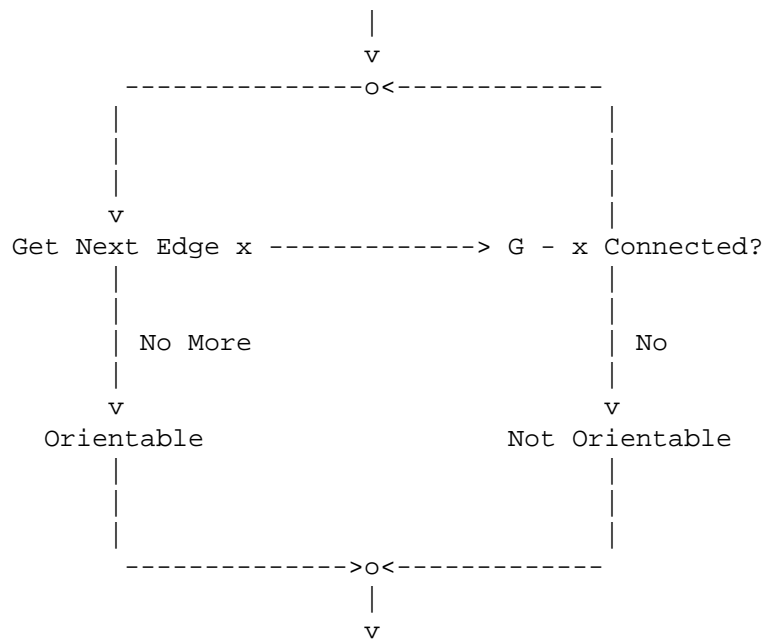 Get Next Edge x -------------> G - x Connected?
No More No
Orientable Not Orientable